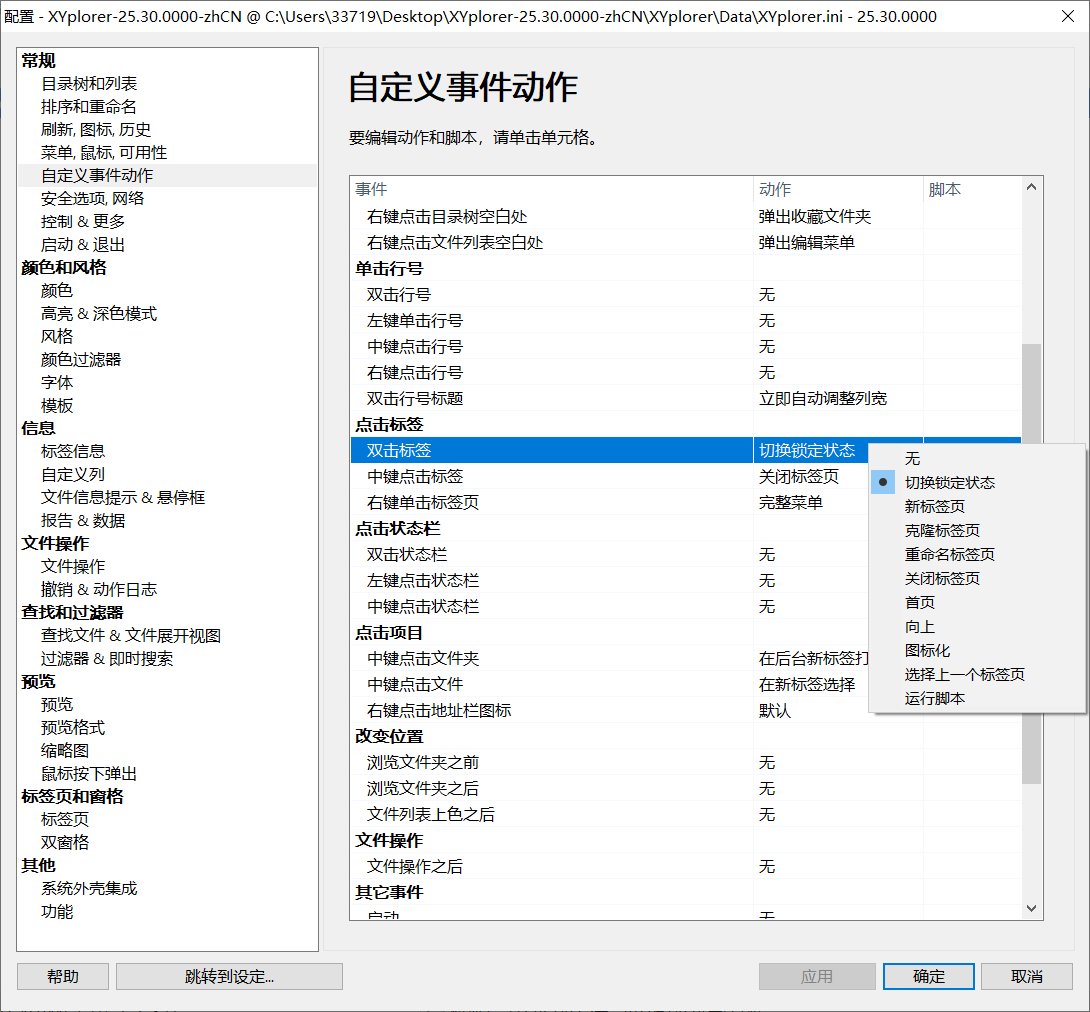 配置 - XYplorer-25.30.0000-zhCN @ C:\Users\33719\Desktop\XYplorer-25.30.0000-zhCN\XYplorer\Data\XYplorer.ini - 25.30.0000
常规
目录树和列表
排序和重命名
刷新, 图标, 历史
菜单, 鼠标, 可用性
自定义事件动作
安全选项, 网络
控制 & 更多
启动 & 退出
颜色和风格
颜色
高亮 & 深色模式
风格
颜色过滤器
字体
模板
信息
标签信息
自定义列
文件信息提示 & 悬停框
报告 & 数据
文件操作
文件操作
撤销 & 动作日志
查找和过滤器
查找文件 & 文件展开视图
过滤器 & 即时搜索
预览
预览
预览格式
缩略图
鼠标按下弹出
标签页和窗格
标签页
双窗格
其他
系统外壳集成
功能
自定义事件动作
要编辑动作和脚本，请单击单元格。
事件 动作 脚本
右键点击目录树空白处 弹出收藏文件夹
右键点击文件列表空白处 弹出编辑菜单
单击行号
双击行号 无
左键单击行号 无
中键点击行号 无
右键点击行号 无
双击行号标题 立即自动调整列宽
点击标签
双击标签 切换锁定状态
中键点击标签 关闭标签页
右键单击标签页 完整菜单
点击状态栏
双击状态栏 无
左键点击状态栏 无
中键点击状态栏 无
点击项目
中键点击文件夹 在后台新标签打
中键点击文件 在新标签选择
右键点击地址栏图标 默认
改变位置
浏览文件夹之前 无
浏览文件夹之后 无
文件列表上色之后 无
文件操作
文件操作之后 无
其它事件
启动 无
无
切换锁定状态
新标签页
克隆标签页
重命名标签页
关闭标签页
首页
向上
图标化
选择上一个标签页
运行脚本
帮助 跳转到设定... 应用 确定 取消